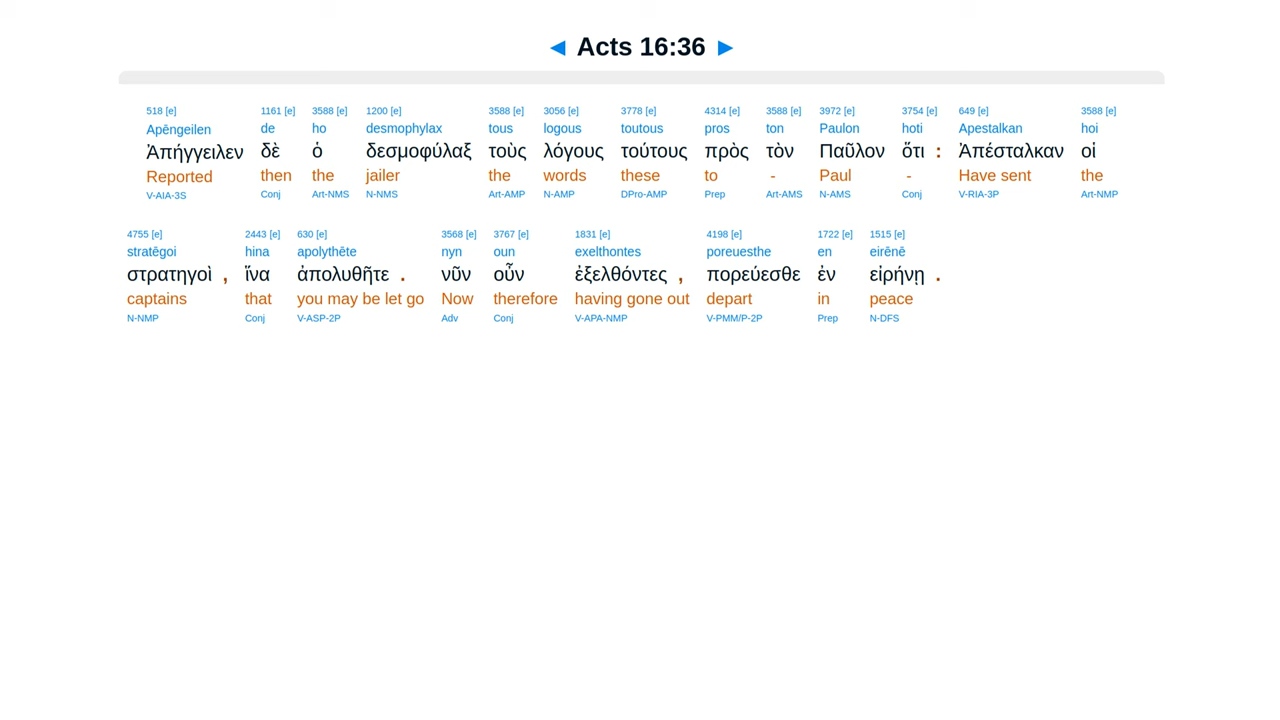 ◄ Acts 16:36 ►
518 [e] 1161 [e] 3588 [e] 1200 [e] 3588 [e] 3056 [e] 3778 [e] 4314 [e] 3588 [e] 3972 [e] 3754 [e] 649 [e] 3588 [e]
Apēngeilen de ho desmophylax tous logous toutous pros ton Paulon hoti Apestalkan hoi
Ἀπήγγειλεν δὲ ὁ δεσμοφύλαξ τοὺς λόγους τούτους πρὸς τὸν Παῦλον ὅτι : Ἀπέσταλκαν οἱ
Reported then the jailer the words these to - Paul - Have sent the
V-AIA-3S Conj Art-NMS N-NMS Art-AMP N-AMP DPro-AMP Prep Art-AMS N-AMS Conj V-RIA-3P Art-NMP
4755 [e] 2443 [e] 630 [e] 3568 [e] 3767 [e] 1831 [e] 4198 [e] 1722 [e] 1515 [e]
stratēgoi hina apolythēte nyn oun exelthontes poreuesthe en eirēnē
στρατηγοὶ , ἵνα ἀπολυθῆτε . νῦν οὖν ἐξελθόντες , πορεύεσθε ἐν εἰρήνῃ .
captains that you may be let go Now therefore having gone out depart in peace
N-NMP Conj V-ASP-2P Adv Conj V-APA-NMP V-PMM/P-2P Prep N-DFS